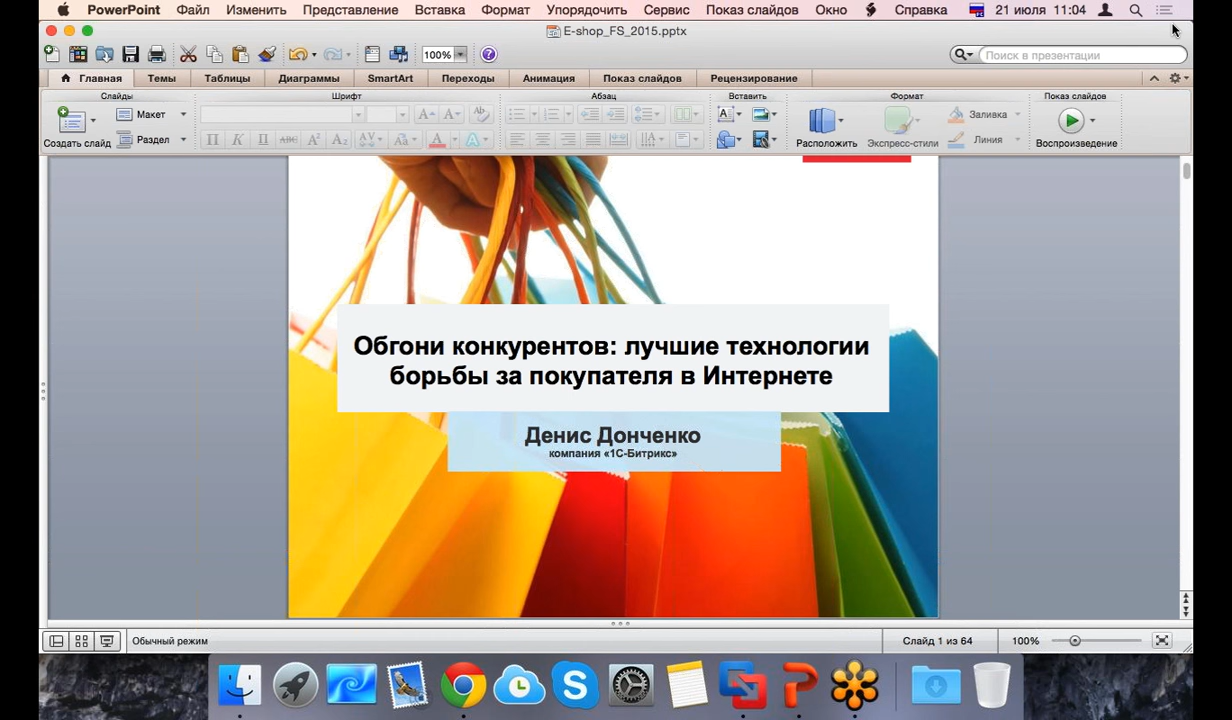 PowerPoint Файл Изменить Представление Вставка Формат Упорядочить Сервис Показ слайдов Окно Справка 21 июля 11:04
E-shop_FS_2015.pptx
100% Поиск в презентации
Главная Темы Таблицы Диаграммы SmartArt Переходы Анимация Показ слайдов Рецензирование
Слайды Шрифт Абзац Вставить Формат Показ слайдов
Макет Заливка
Создать слайд Раздел Расположить Экспресс-стили Линия Воспроизведение
Обгони конкурентов: лучшие технологии
борьбы за покупателя в Интернете
Денис Донченко
компания «1С-Битрикс»
Обычный режим Слайд 1 из 64 100%